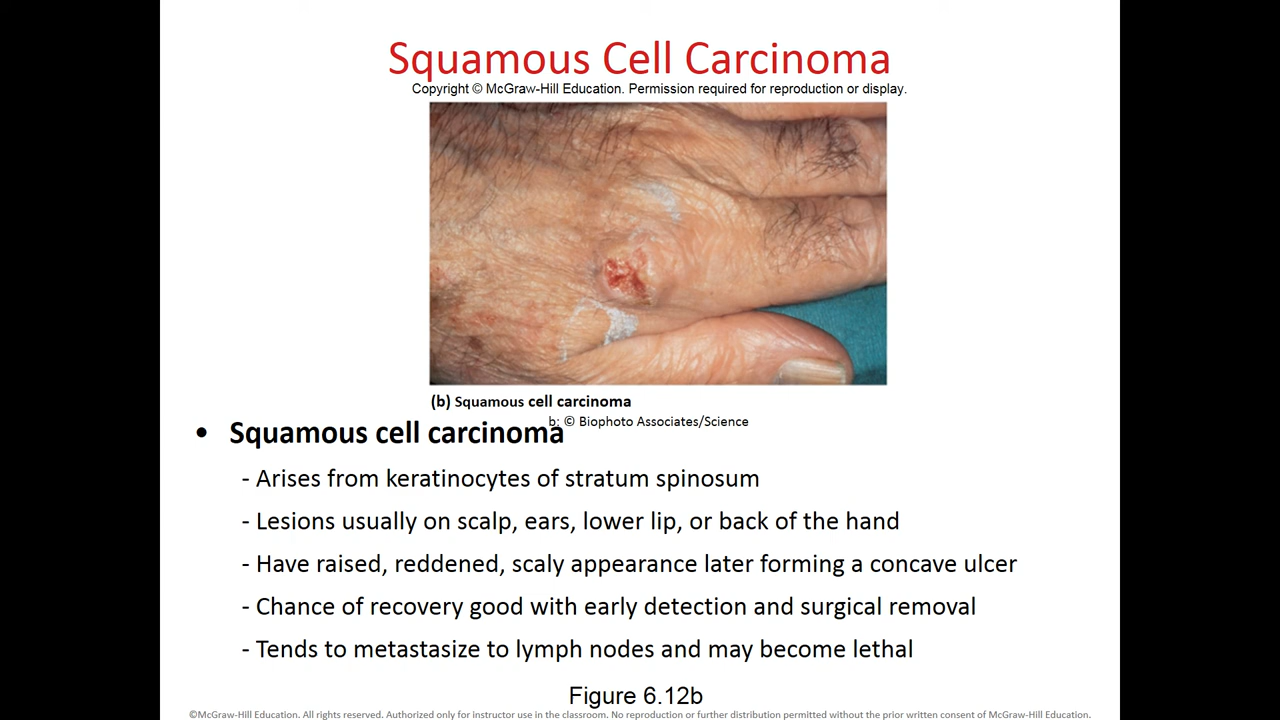 Squamous Cell Carcinoma
Copyright © McGraw-Hill Education. Permission required for reproduction or display.
(b) Squamous cell carcinoma
b: © Biophoto Associates/Science
• Squamous cell carcinoma
- Arises from keratinocytes of stratum spinosum
- Lesions usually on scalp, ears, lower lip, or back of the hand
- Have raised, reddened, scaly appearance later forming a concave ulcer
- Chance of recovery good with early detection and surgical removal
- Tends to metastasize to lymph nodes and may become lethal
Figure 6.12b
©McGraw-Hill Education. All rights reserved. Authorized only for instructor use in the classroom. No reproduction or further distribution permitted without the prior written consent of McGraw-Hill Education.